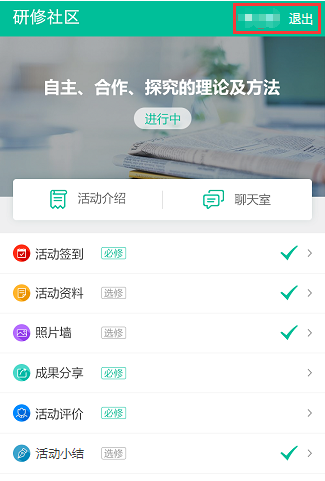 研修社区
退出
自主、合作、探究的理论及方法
进行中
活动介绍
聊天室
活动签到 必修
活动资料 选修
照片墙 选修
成果分享 必修
活动评价 必修
活动小结 选修